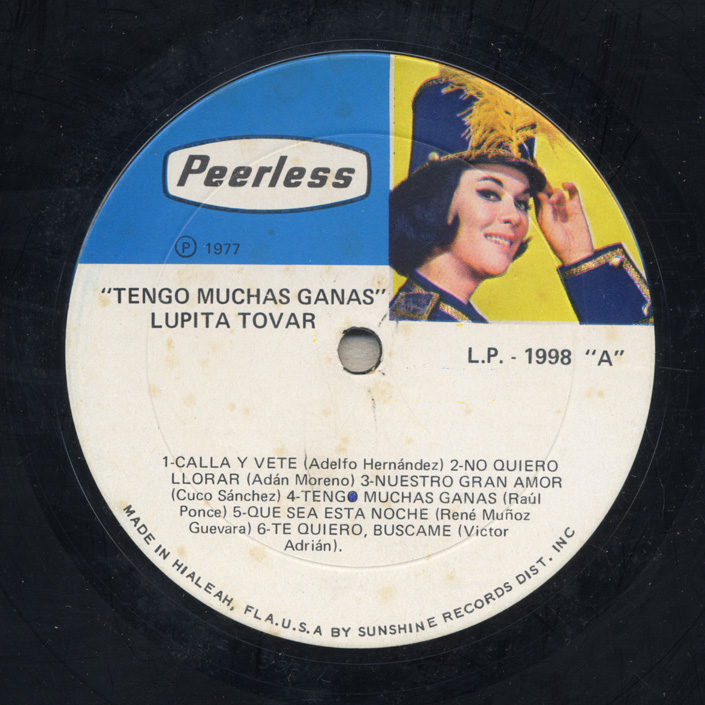 Peerless
Ⓟ 1977
"TENGO MUCHAS GANAS"
LUPITA TOVAR
L.P. - 1998 "A"
1-CALLA Y VETE (Adelfo Hernández) 2-NO QUIERO
LLORAR (Adán Moreno) 3-NUESTRO GRAN AMOR
(Cuco Sánchez) 4-TENGO MUCHAS GANAS (Raúl
Ponce) 5-QUE SEA ESTA NOCHE (René Muñoz
Guevara) 6-TE QUIERO, BUSCAME (Victor
Adrián).
MADE IN HIALEAH, FLA.U.S.A BY SUNSHINE RECORDS DIST. INC